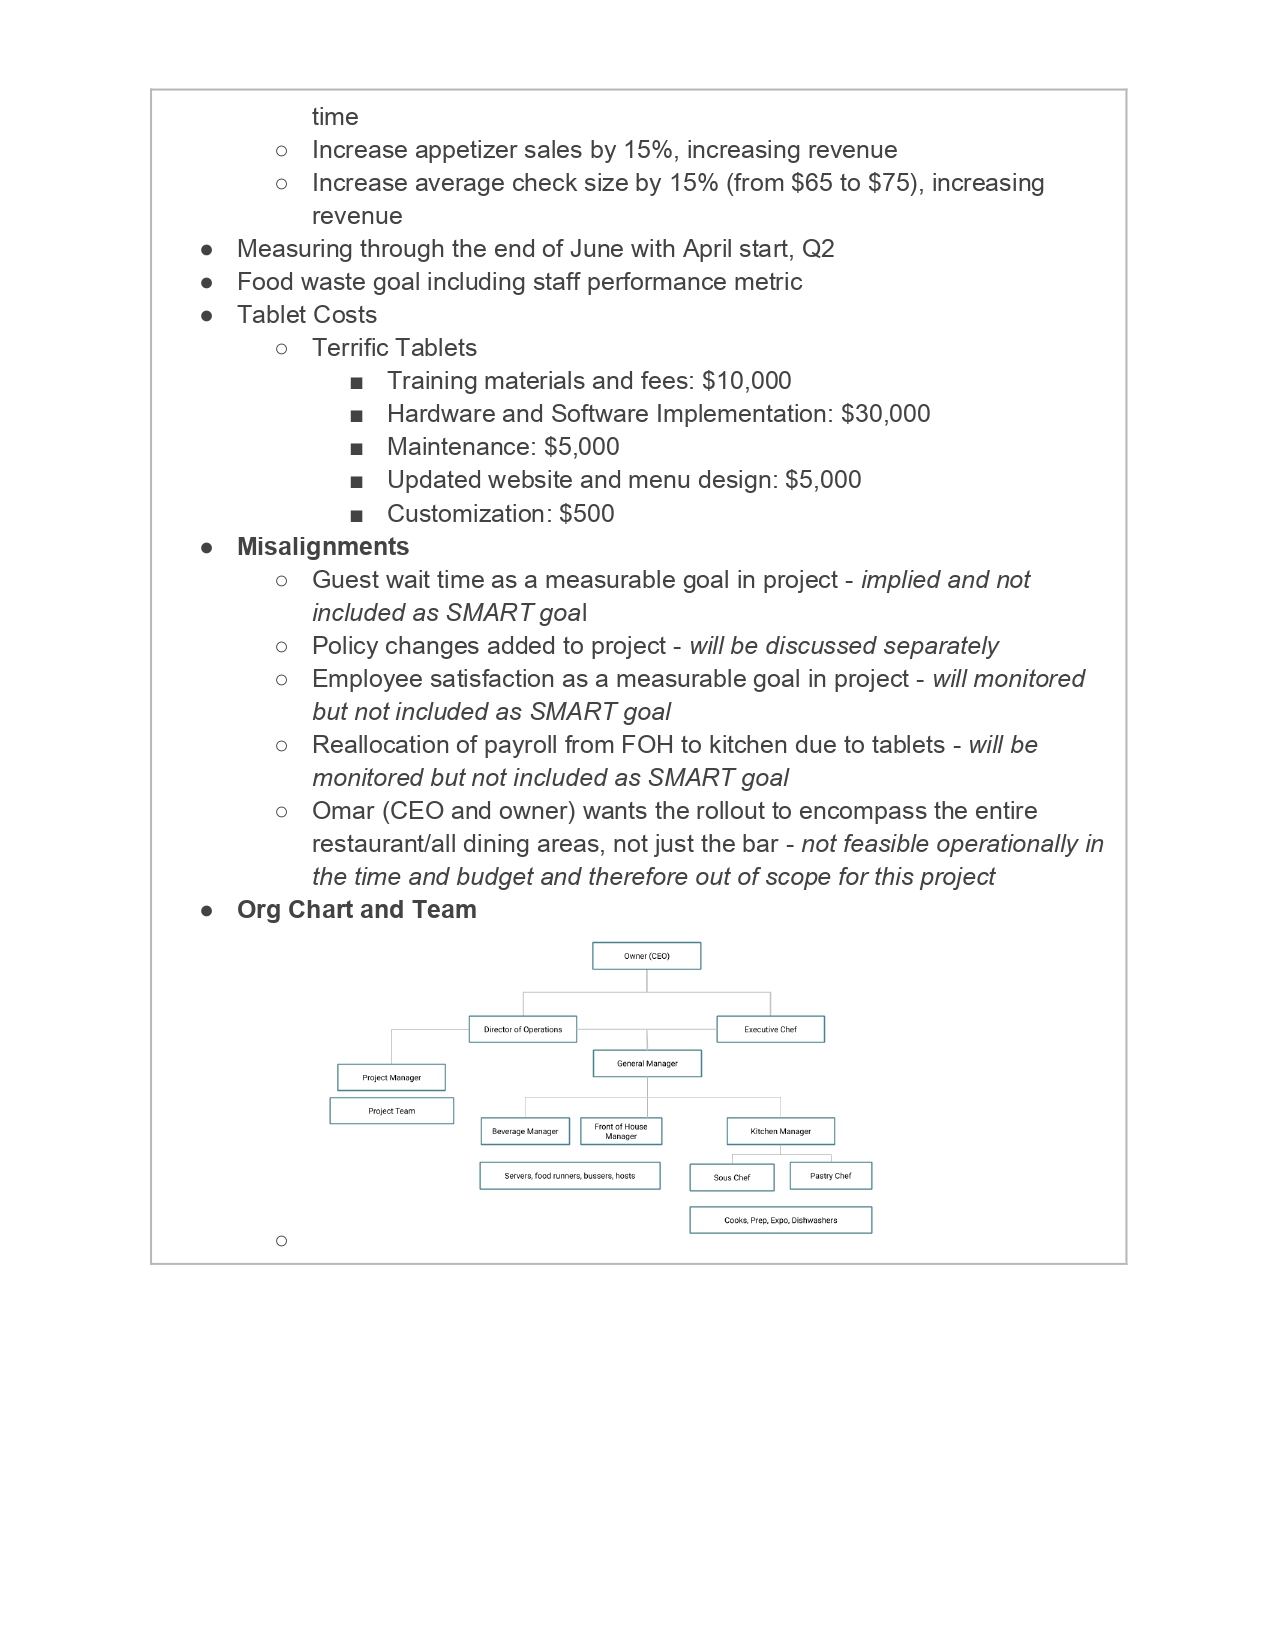 time
○ Increase appetizer sales by 15%, increasing revenue
○ Increase average check size by 15% (from $65 to $75), increasing
revenue
● Measuring through the end of June with April start, Q2
● Food waste goal including staff performance metric
● Tablet Costs
○ Terrific Tablets
■ Training materials and fees: $10,000
■ Hardware and Software Implementation: $30,000
■ Maintenance: $5,000
■ Updated website and menu design: $5,000
■ Customization: $500
● Misalignments
○ Guest wait time as a measurable goal in project - implied and not
included as SMART goal
○ Policy changes added to project - will be discussed separately
○ Employee satisfaction as a measurable goal in project - will monitored
but not included as SMART goal
○ Reallocation of payroll from FOH to kitchen due to tablets - will be
monitored but not included as SMART goal
○ Omar (CEO and owner) wants the rollout to encompass the entire
restaurant/all dining areas, not just the bar - not feasible operationally in
the time and budget and therefore out of scope for this project
● Org Chart and Team
Owner (CEO)
Director of Operations
Executive Chef
General Manager
Project Manager
Project Team
Beverage Manager
Front of House
Manager
Kitchen Manager
Servers, food runners, bussers, hosts
Sous Chef
Pastry Chef
Cooks, Prep, Expo, Dishwashers
○